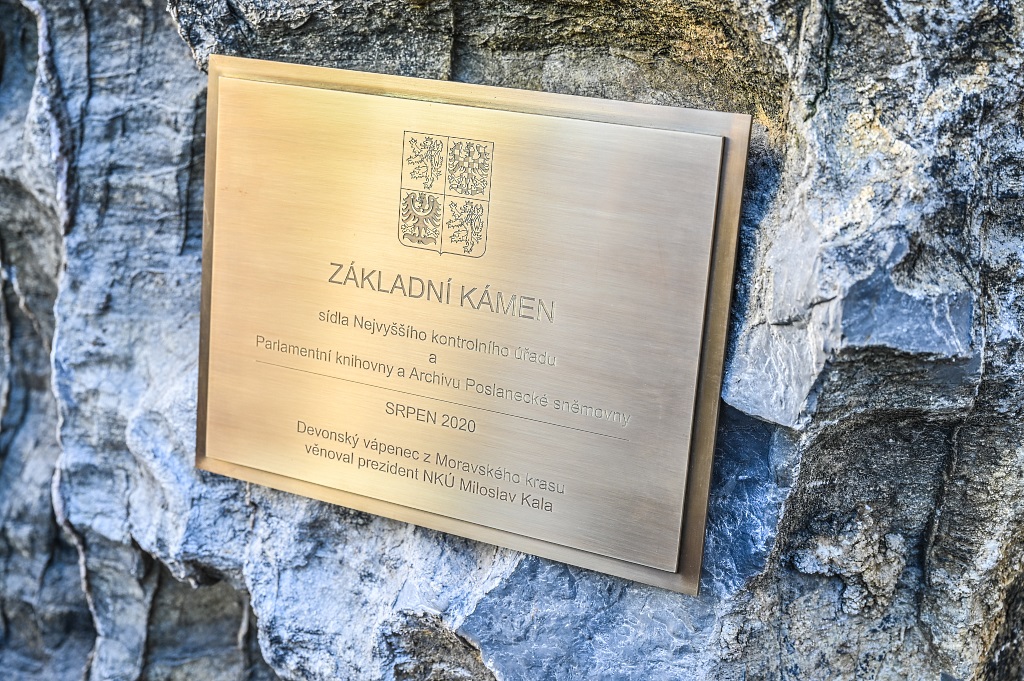 ZÁKLADNÍ KÁMEN
sídla Nejvyššího kontrolního úřadu
a
Parlamentní knihovny a Archivu Poslanecké sněmovny
SRPEN 2020
Devonský vápenec z Moravského krasu
věnoval prezident NKÚ Miloslav Kala